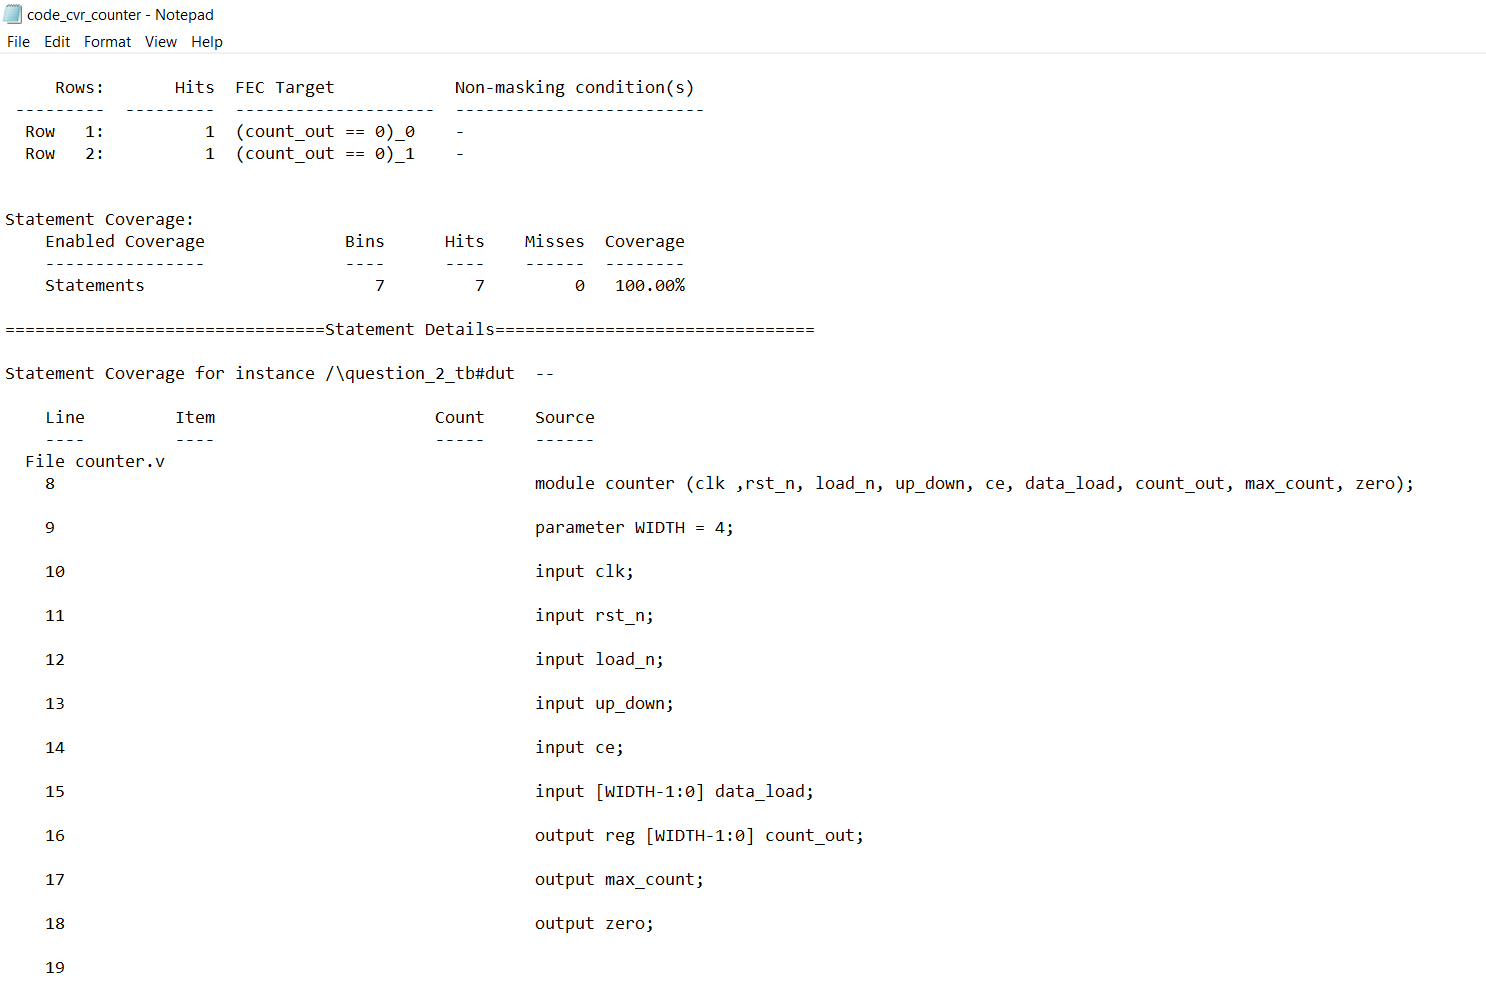 code_cvr_counter - Notepad
File Edit Format View Help
Rows: Hits FEC Target Non-masking condition(s)
--------- --------- -------------------- -------------------------
Row 1: 1 (count_out == 0)_0 -
Row 2: 1 (count_out == 0)_1 -
Statement Coverage:
Enabled Coverage Bins Hits Misses Coverage
---------------- ---- ---- ------ --------
Statements 7 7 0 100.00%
================================Statement Details================================
Statement Coverage for instance /\question_2_tb#dut --
Line Item Count Source
---- ---- ----- ------
File counter.v
8 module counter (clk ,rst_n, load_n, up_down, ce, data_load, count_out, max_count, zero);
9 parameter WIDTH = 4;
10 input clk;
11 input rst_n;
12 input load_n;
13 input up_down;
14 input ce;
15 input [WIDTH-1:0] data_load;
16 output reg [WIDTH-1:0] count_out;
17 output max_count;
18 output zero;
19